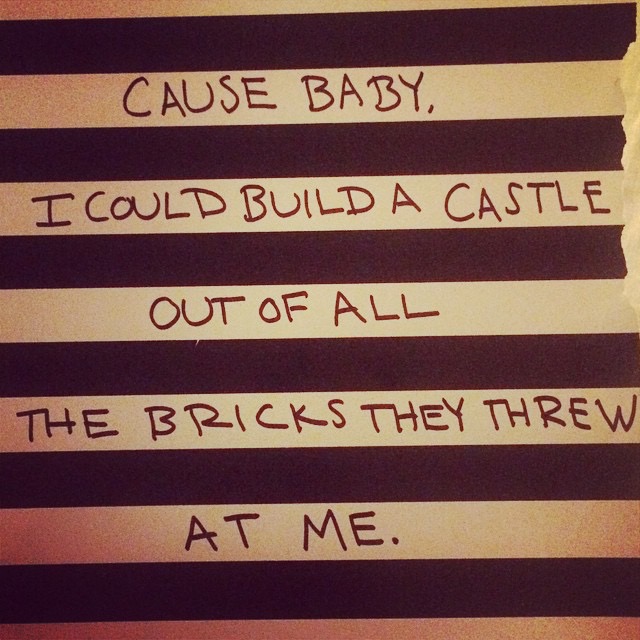 CAUSE BABY,
I COULD BUILD A CASTLE
OUT OF ALL
THE BRICKS THEY THREW
AT ME.